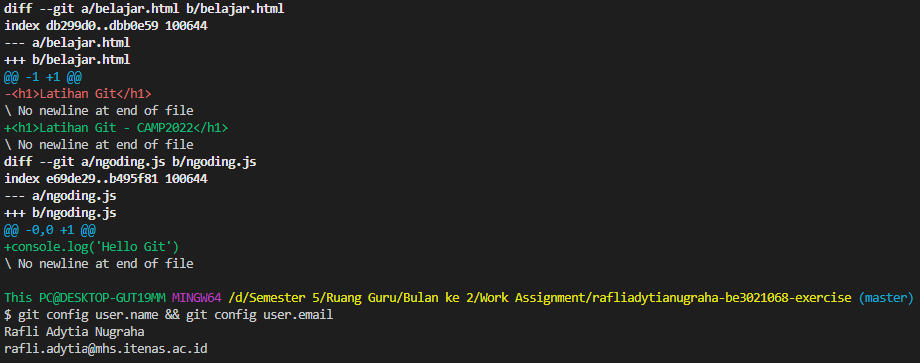 diff --git a/belajar.html b/belajar.html
index db299d0..dbb0e59 100644
--- a/belajar.html
+++ b/belajar.html
@@ -1 +1 @@
-<h1>Latihan Git</h1>
\ No newline at end of file
+<h1>Latihan Git - CAMP2022</h1>
\ No newline at end of file
diff --git a/ngoding.js b/ngoding.js
index e69de29..b495f81 100644
--- a/ngoding.js
+++ b/ngoding.js
@@ -0,0 +1 @@
+console.log('Hello Git')
\ No newline at end of file
This PC@DESKTOP-GUT19MM MINGW64 /d/Semester 5/Ruang Guru/Bulan ke 2/Work Assignment/rafliadytianugraha-be3021068-exercise (master)
$ git config user.name && git config user.email
Rafli Adytia Nugraha
rafli.adytia@mhs.itenas.ac.id